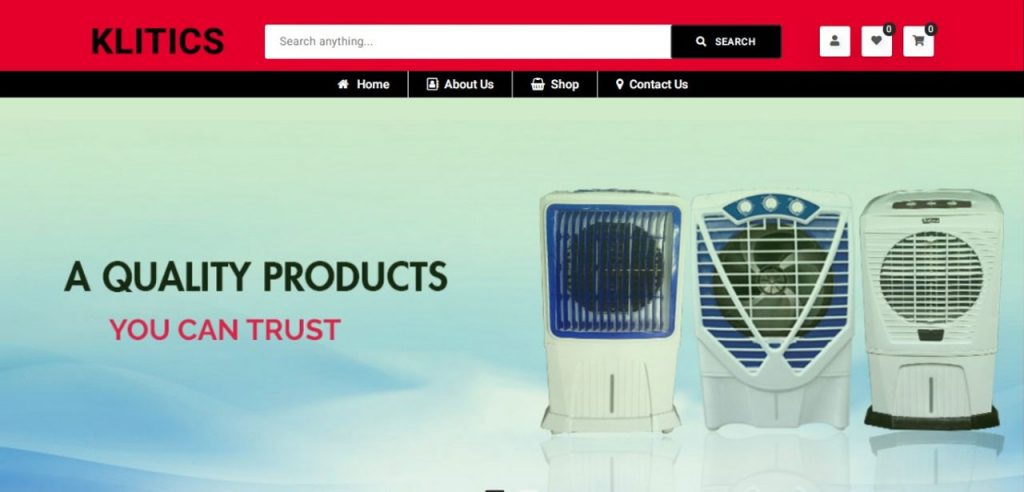 KLITICS
Search anything...
SEARCH
0
0
Home
About Us
Shop
Contact Us
A QUALITY PRODUCTS
YOU CAN TRUST